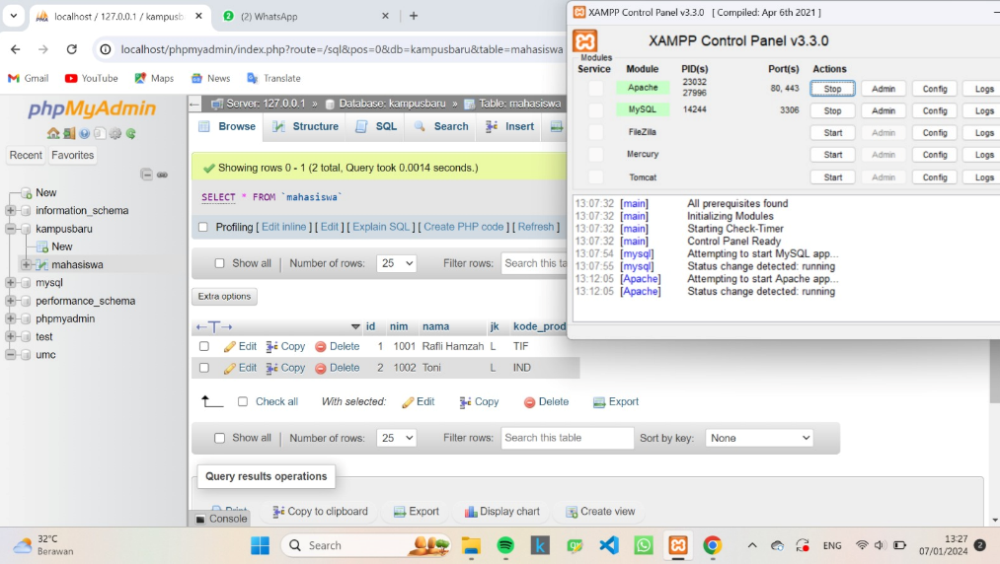 localhost / 127.0.0.1 / kampusb
(2) WhatsApp
localhost/phpmyadmin/index.php?route=/sql&pos=0&db=kampusbaru&table=mahasiswa
Gmail
YouTube
Maps
News
Translate
phpMyAdmin
Recent
Favorites
New
information_schema
kampusbaru
New
mahasiswa
mysql
performance_schema
phpmyadmin
test
umc
Server: 127.0.0.1 » Database: kampusbaru » Table: mahasiswa
Browse
Structure
SQL
Search
Insert
Showing rows 0 - 1 (2 total, Query took 0.0014 seconds.)
SELECT * FROM `mahasiswa`
Profiling [ Edit inline ] [ Edit ] [ Explain SQL ] [ Create PHP code ] [ Refresh ]
Show all
Number of rows:
25
Filter rows:
Search this ta
Extra options
id nim nama jk kode_prod
Edit Copy Delete 1 1001 Rafli Hamzah L TIF
Edit Copy Delete 2 1002 Toni L IND
Check all With selected: Edit Copy Delete Export
Show all
Number of rows:
25
Filter rows:
Search this table
Sort by key:
None
Query results operations
Copy to clipboard
Export
Display chart
Create view
Console
XAMPP Control Panel v3.3.0 [ Compiled: Apr 6th 2021 ]
XAMPP Control Panel v3.3.0
Modules
Service Module PID(s) Port(s) Actions
Apache 23032 27996 80, 443 Stop Admin Config Logs
MySQL 14244 3306 Stop Admin Config Logs
FileZilla Start Admin Config Logs
Mercury Start Admin Config Logs
Tomcat Start Admin Config Logs
13:07:32 [main] All prerequisites found
13:07:32 [main] Initializing Modules
13:07:32 [main] Starting Check-Timer
13:07:32 [main] Control Panel Ready
13:07:54 [mysql] Attempting to start MySQL app...
13:07:55 [mysql] Status change detected: running
13:12:05 [Apache] Attempting to start Apache app...
13:12:05 [Apache] Status change detected: running
32°C
Berawan
Search
ENG
13:27
07/01/2024
2